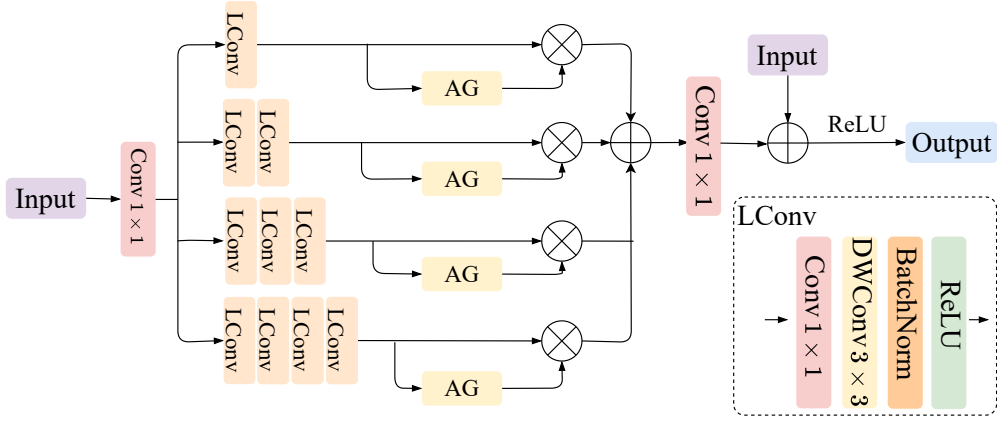 Input
Conv 1 × 1
LConv
AG
LConv
LConv
AG
LConv
LConv
LConv
AG
LConv
LConv
LConv
LConv
AG
Conv 1 × 1
Input
ReLU
Output
LConv
Conv 1 × 1
DWConv 3 × 3
BatchNorm
ReLU